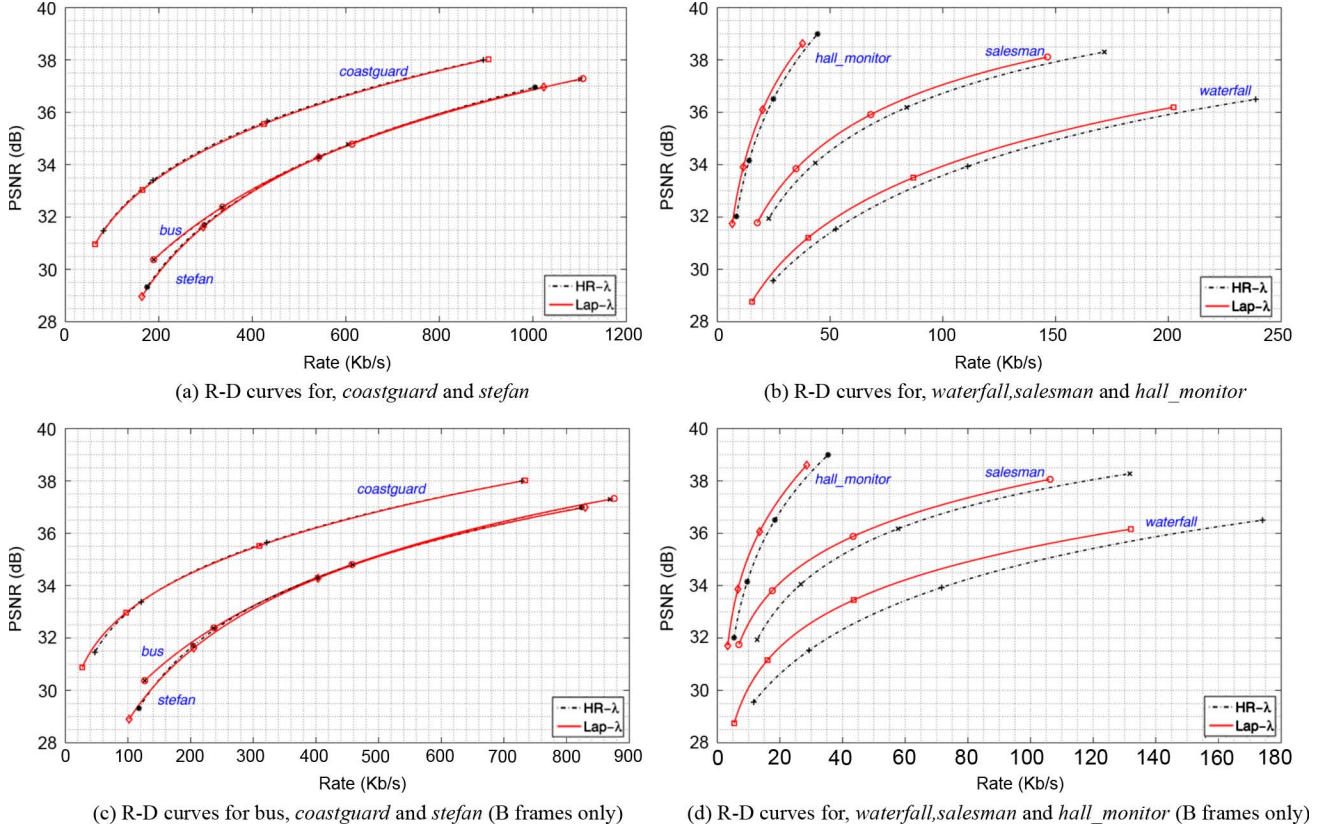 40
38
36
34
32
30
28
PSNR (dB)
coastguard
bus
stefan
HR-λ
Lap-λ
0 200 400 600 800 1000 1200
Rate (Kb/s)
(a) R-D curves for, coastguard and stefan
40
38
36
34
32
30
28
PSNR (dB)
hall_monitor
salesman
waterfall
HR-λ
Lap-λ
0 50 100 150 200 250
Rate (Kb/s)
(b) R-D curves for, waterfall,salesman and hall_monitor
40
38
36
34
32
30
28
PSNR (dB)
coastguard
bus
stefan
HR-λ
Lap-λ
0 100 200 300 400 500 600 700 800 900
Rate (Kb/s)
(c) R-D curves for bus, coastguard and stefan (B frames only)
40
38
36
34
32
30
28
PSNR (dB)
hall_monitor
salesman
waterfall
HR-λ
Lap-λ
0 20 40 60 80 100 120 140 160 180
Rate (Kb/s)
(d) R-D curves for, waterfall,salesman and hall_monitor (B frames only)